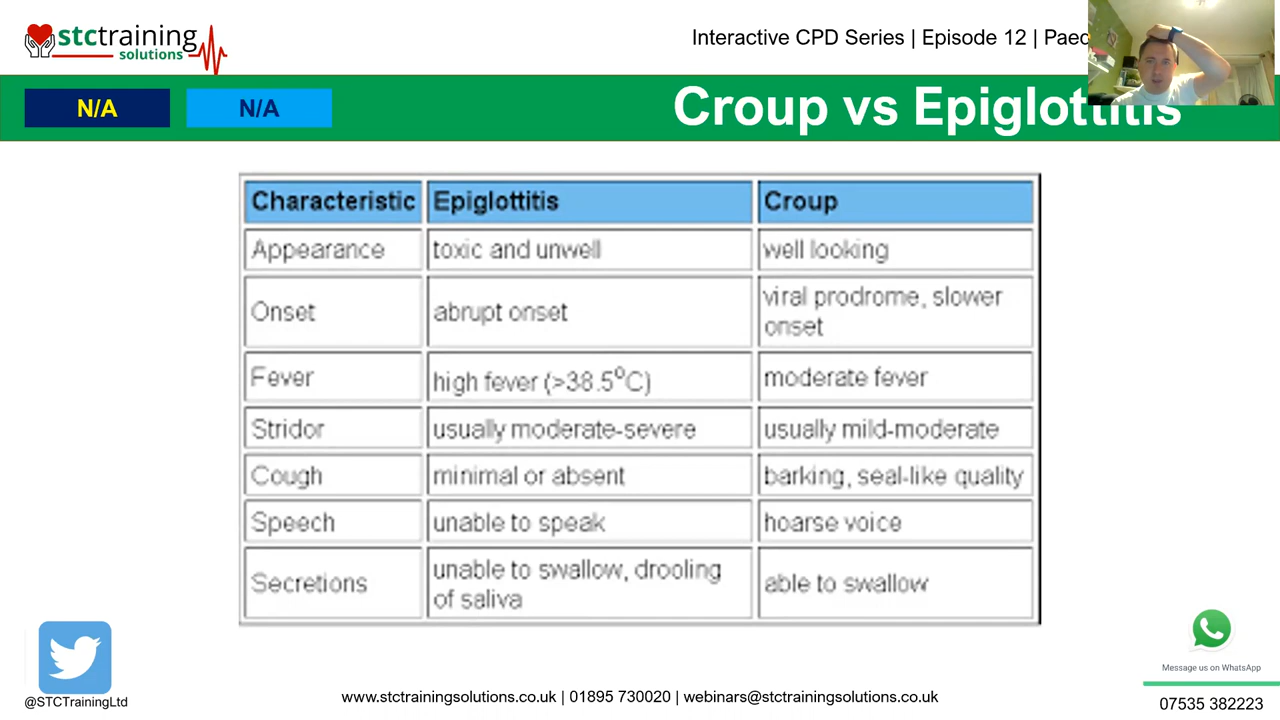 stctraining
solutions
Interactive CPD Series | Episode 12 |
N/A
N/A
Croup vs Epiglottitis
Characteristic Epiglottitis Croup
Appearance toxic and unwell well looking
Onset abrupt onset viral prodrome, slower
onset
Fever high fever (>38.5⁰C) moderate fever
Stridor usually moderate-severe usually mild-moderate
Cough minimal or absent barking, seal-like quality
Speech unable to speak hoarse voice
Secretions unable to swallow, drooling
of saliva able to swallow
@STCTrainingLtd
www.stctrainingsolutions.co.uk | 01895 730020 | webinars@stctrainingsolutions.co.uk
Message us on WhatsApp
07535 382223